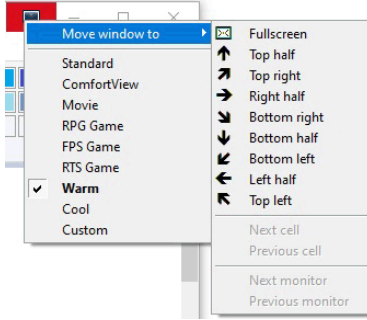 Move window to
Standard
ComfortView
Movie
RPG Game
FPS Game
RTS Game
Warm
Cool
Custom
Fullscreen
Top half
Top right
Right half
Bottom right
Bottom half
Bottom left
Left half
Top left
Next cell
Previous cell
Next monitor
Previous monitor